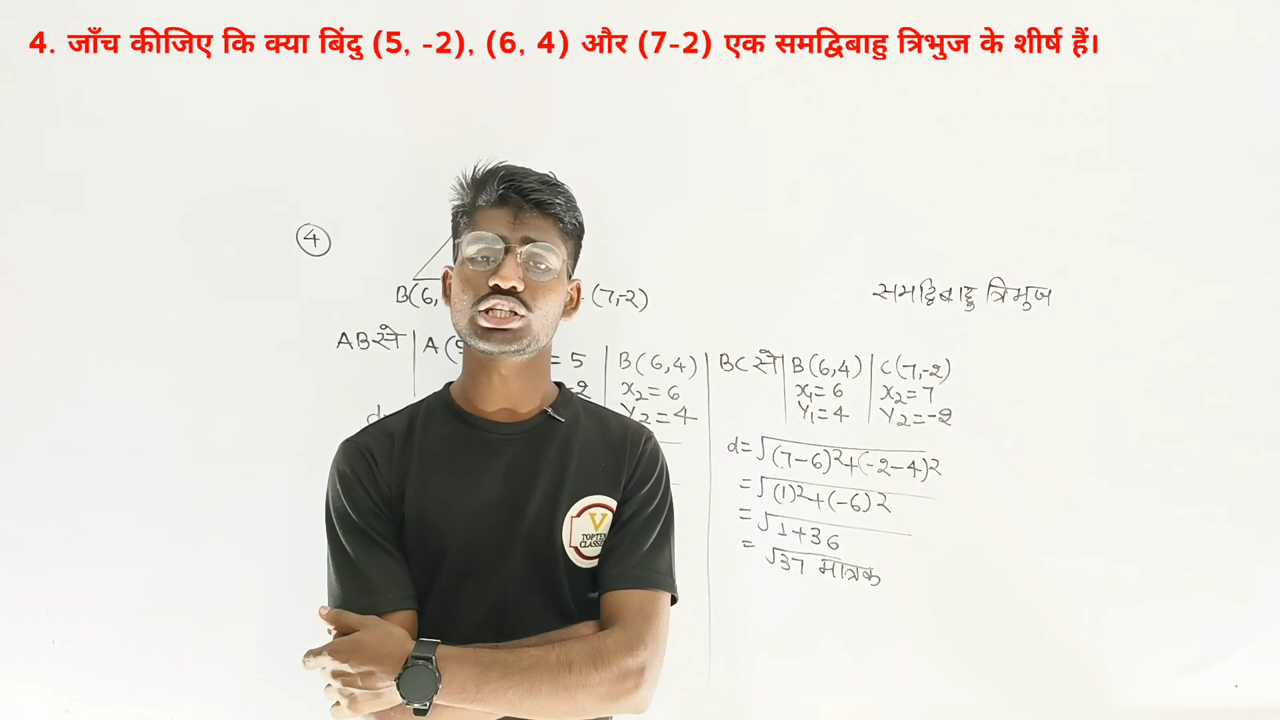 4. जाँच कीजिए कि क्या बिंदु (5, -2), (6, 4) और (7-2) एक समद्विबाहु त्रिभुज के शीर्ष हैं।
4
B(6, (7,-2)
समद्विबाहु त्रिभुज
AB से A( = 5 B(6,4)
-2 x₂=6
d= y₂=4
BC से B(6,4) C(7,-2)
x₁=6 x₂=7
y₁=4 y₂=-2
d=√(7-6)²+(-2-4)²
=√(1)²+(-6)²
=√1+36
= √37 मात्रक
V
CLASSE